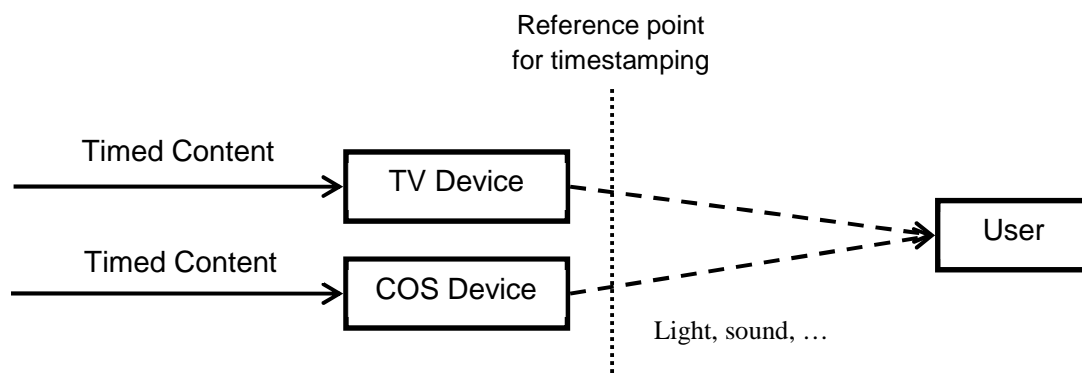 Reference point
for timestamping
Timed Content
TV Device
User
Timed Content
COS Device
Light, sound, …